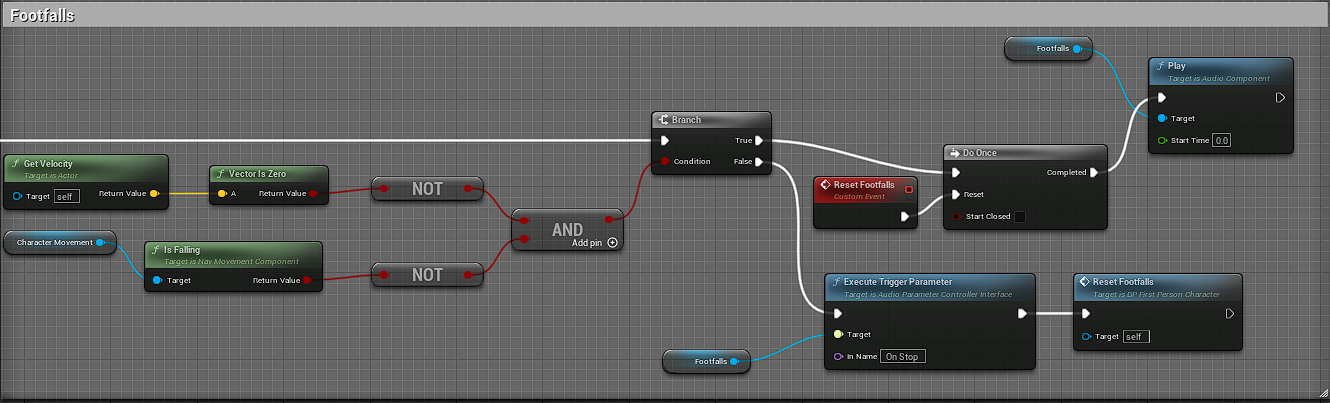 Footfalls
Footfalls
Play
Target is Audio Component
Target
Start Time 0.0
Branch
True
Condition False
Do Once
Completed
Reset
Start Closed
Get Velocity
Target is Actor
Target self Return Value
Vector Is Zero
A Return Value
NOT
Reset Footfalls
Custom Event
AND
Add pin
Character Movement
Is Falling
Target is Nav Movement Component
Target Return Value
NOT
Execute Trigger Parameter
Target is Audio Parameter Controller Interface
Target
In Name On Stop
Reset Footfalls
Target is BP First Person Character
Target self
Footfalls